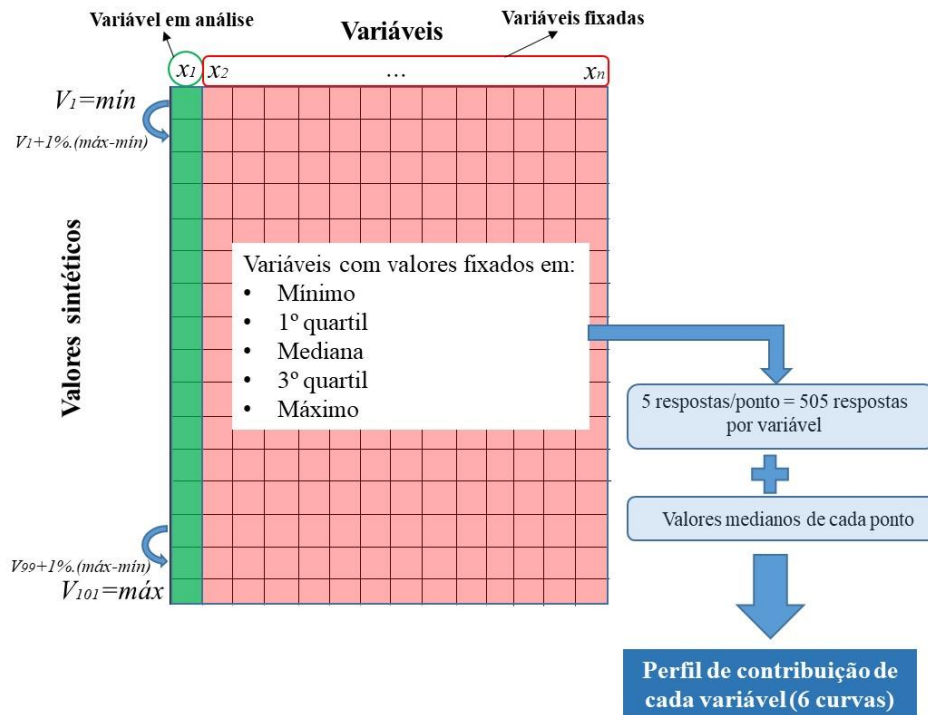 Variável em análise
Variáveis
Variáveis fixadas
x1 x2 ... xn
V1=mín
V1+1%.(máx-mín)
Valores sintéticos
Variáveis com valores fixados em:
• Mínimo
• 1º quartil
• Mediana
• 3º quartil
• Máximo
5 respostas/ponto = 505 respostas
por variável
Valores medianos de cada ponto
V99+1%.(máx-mín)
V101=máx
Perfil de contribuição de
cada variável (6 curvas)